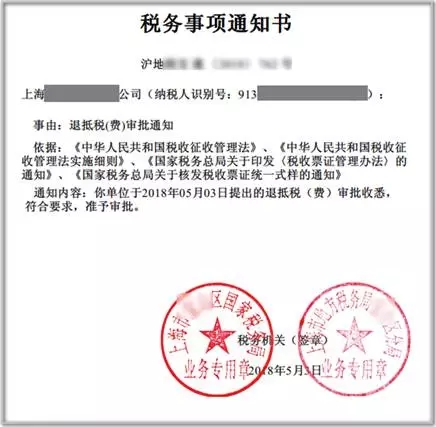 税务事项通知书
沪地
上海 公司（纳税人识别号：913 ）：
事由：退抵税(费)审批通知
依据：《中华人民共和国税收征收管理法》、《中华人民共和国税收征
收管理法实施细则》、《国家税务总局关于印发〈税收票证管理办法〉的
通知》、《国家税务总局关于核发税收票证统一式样的通知》
通知内容：你单位于2018年05月03日提出的退抵税（费）审批收悉，
符合要求，准予审批。
上海市 区国家税务局
业务专用章
上海市地方税务局 区分局
业务专用章
税务机关（签章）
2018年5月3日